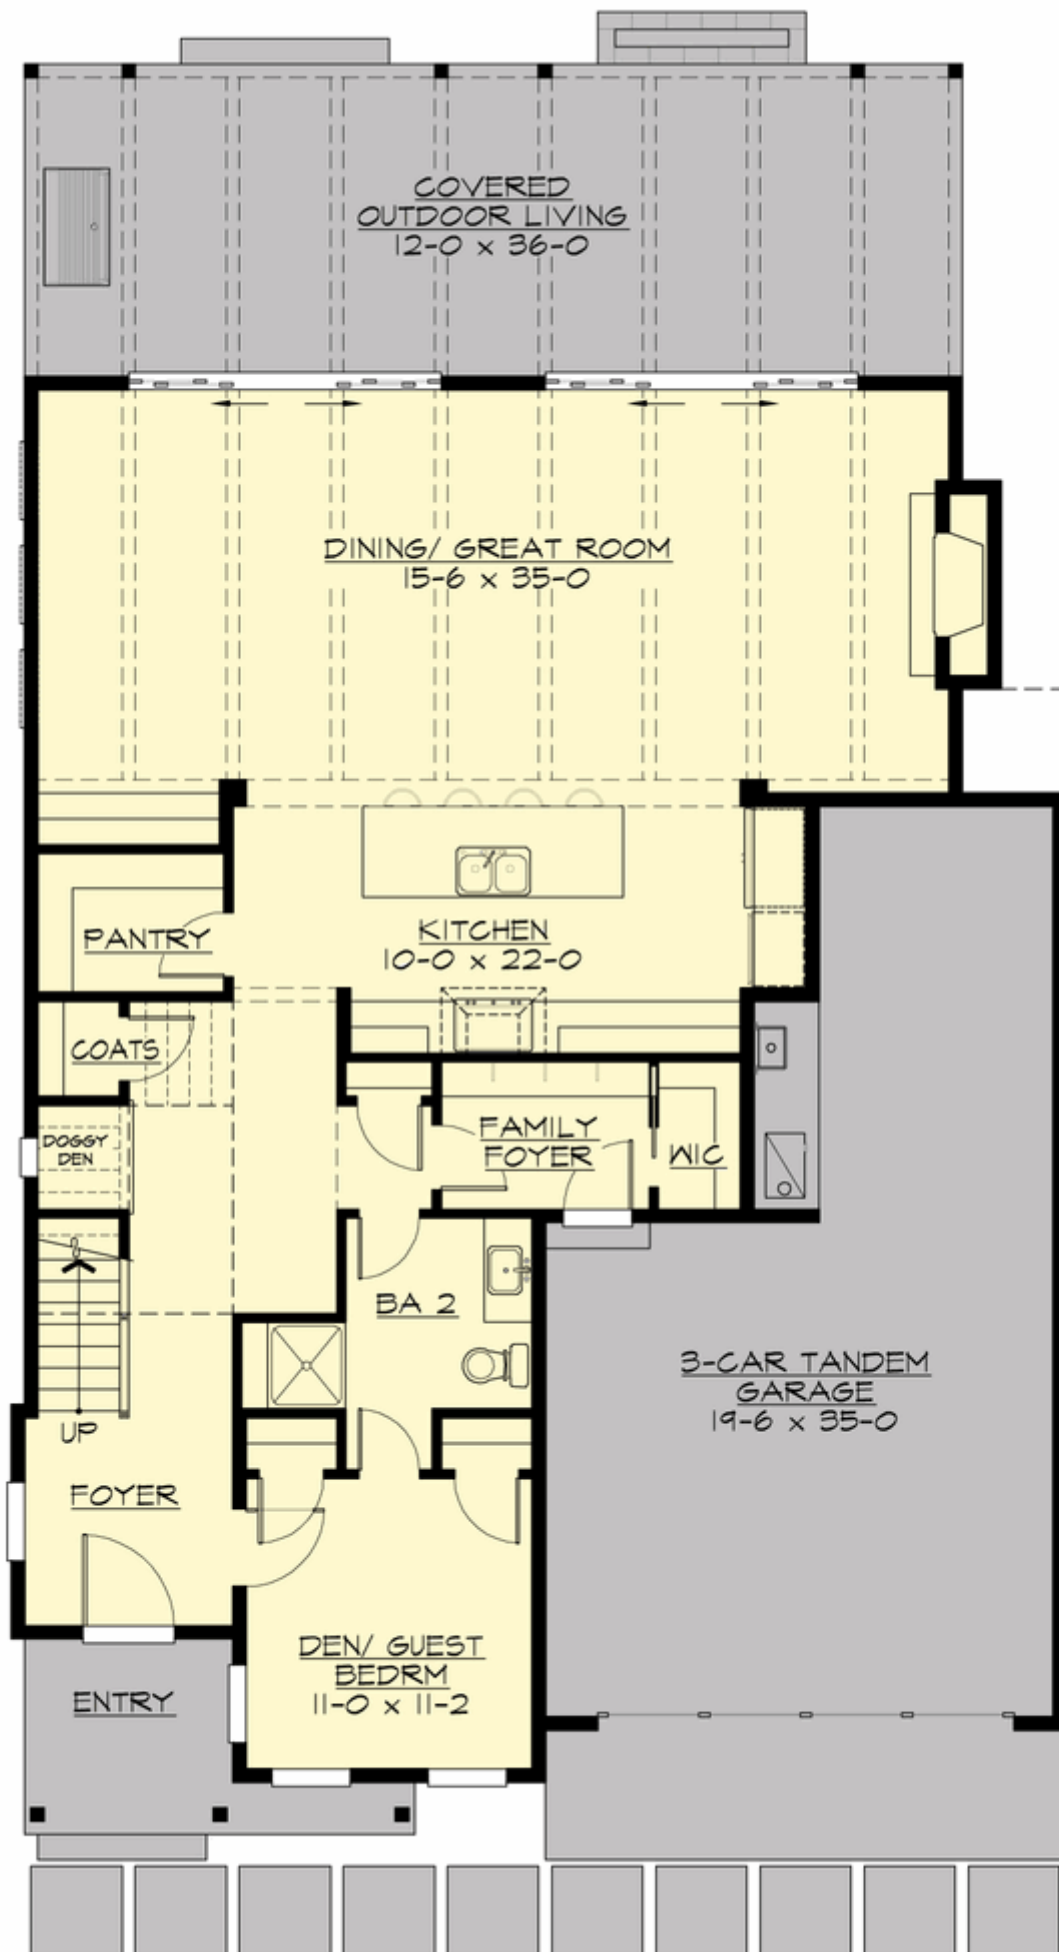 COVERED
OUTDOOR LIVING
12-0 x 36-0
DINING/ GREAT ROOM
15-6 x 35-0
PANTRY
KITCHEN
10-0 x 22-0
COATS
DOGGY
DEN
FAMILY
FOYER
WIC
BA 2
3-CAR TANDEM
GARAGE
19-6 x 35-0
UP
FOYER
DEN/ GUEST
BEDRM
11-0 x 11-2
ENTRY